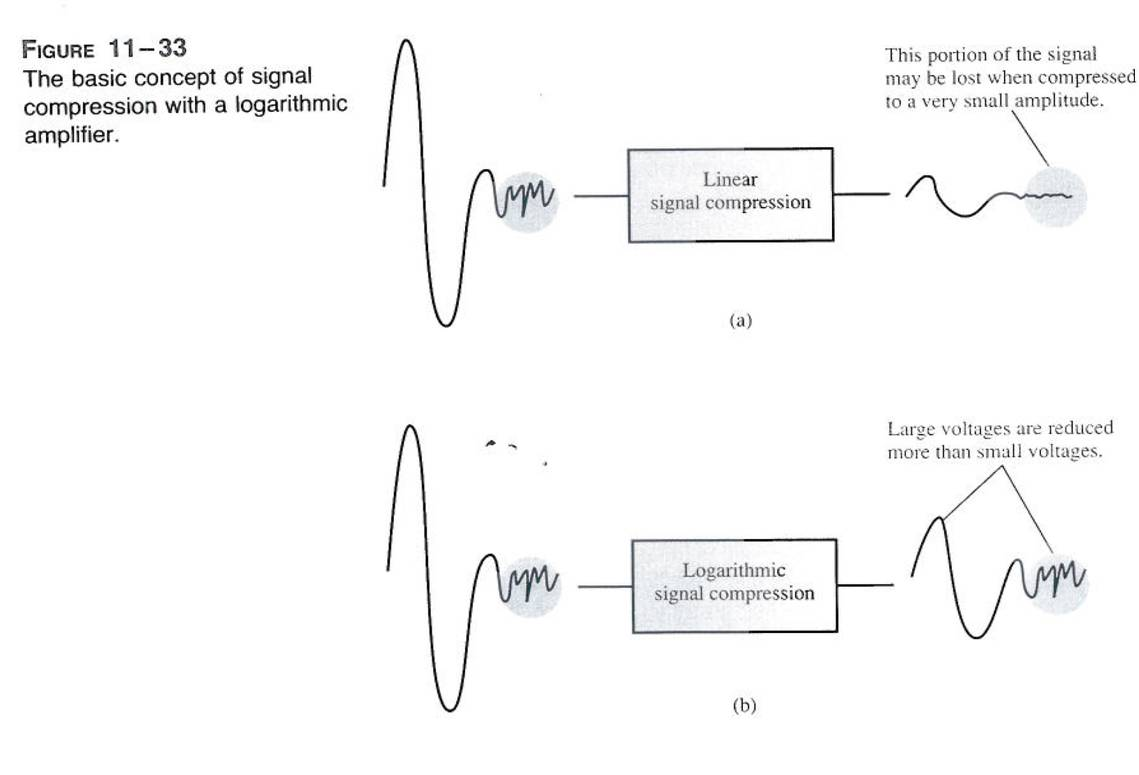 FIGURE 11–33
The basic concept of signal
compression with a logarithmic
amplifier.
This portion of the signal
may be lost when compressed
to a very small amplitude.
Linear
signal compression
(a)
Large voltages are reduced
more than small voltages.
Logarithmic
signal compression
(b)